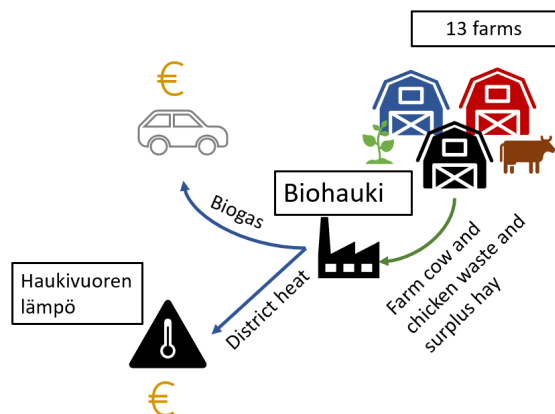 13 farms
€
Biohauki
Biogas
Farm cow and
chicken waste and
surplus hay
Haukivuoren
lämpö
District heat
€